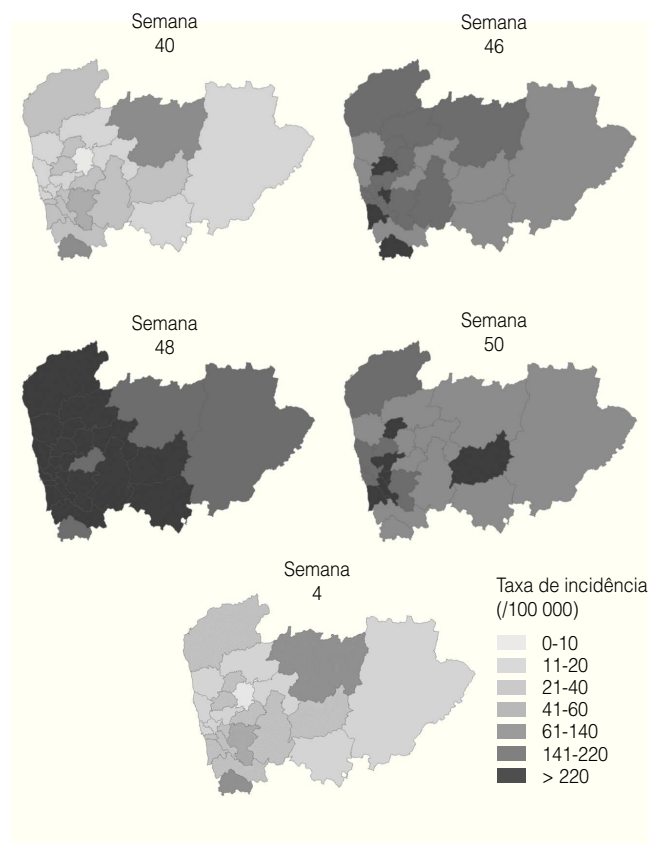 Semana
40
Semana
46
Semana
48
Semana
50
Semana
4
Taxa de incidência
(/100 000)
0-10
11-20
21-40
41-60
61-140
141-220
> 220